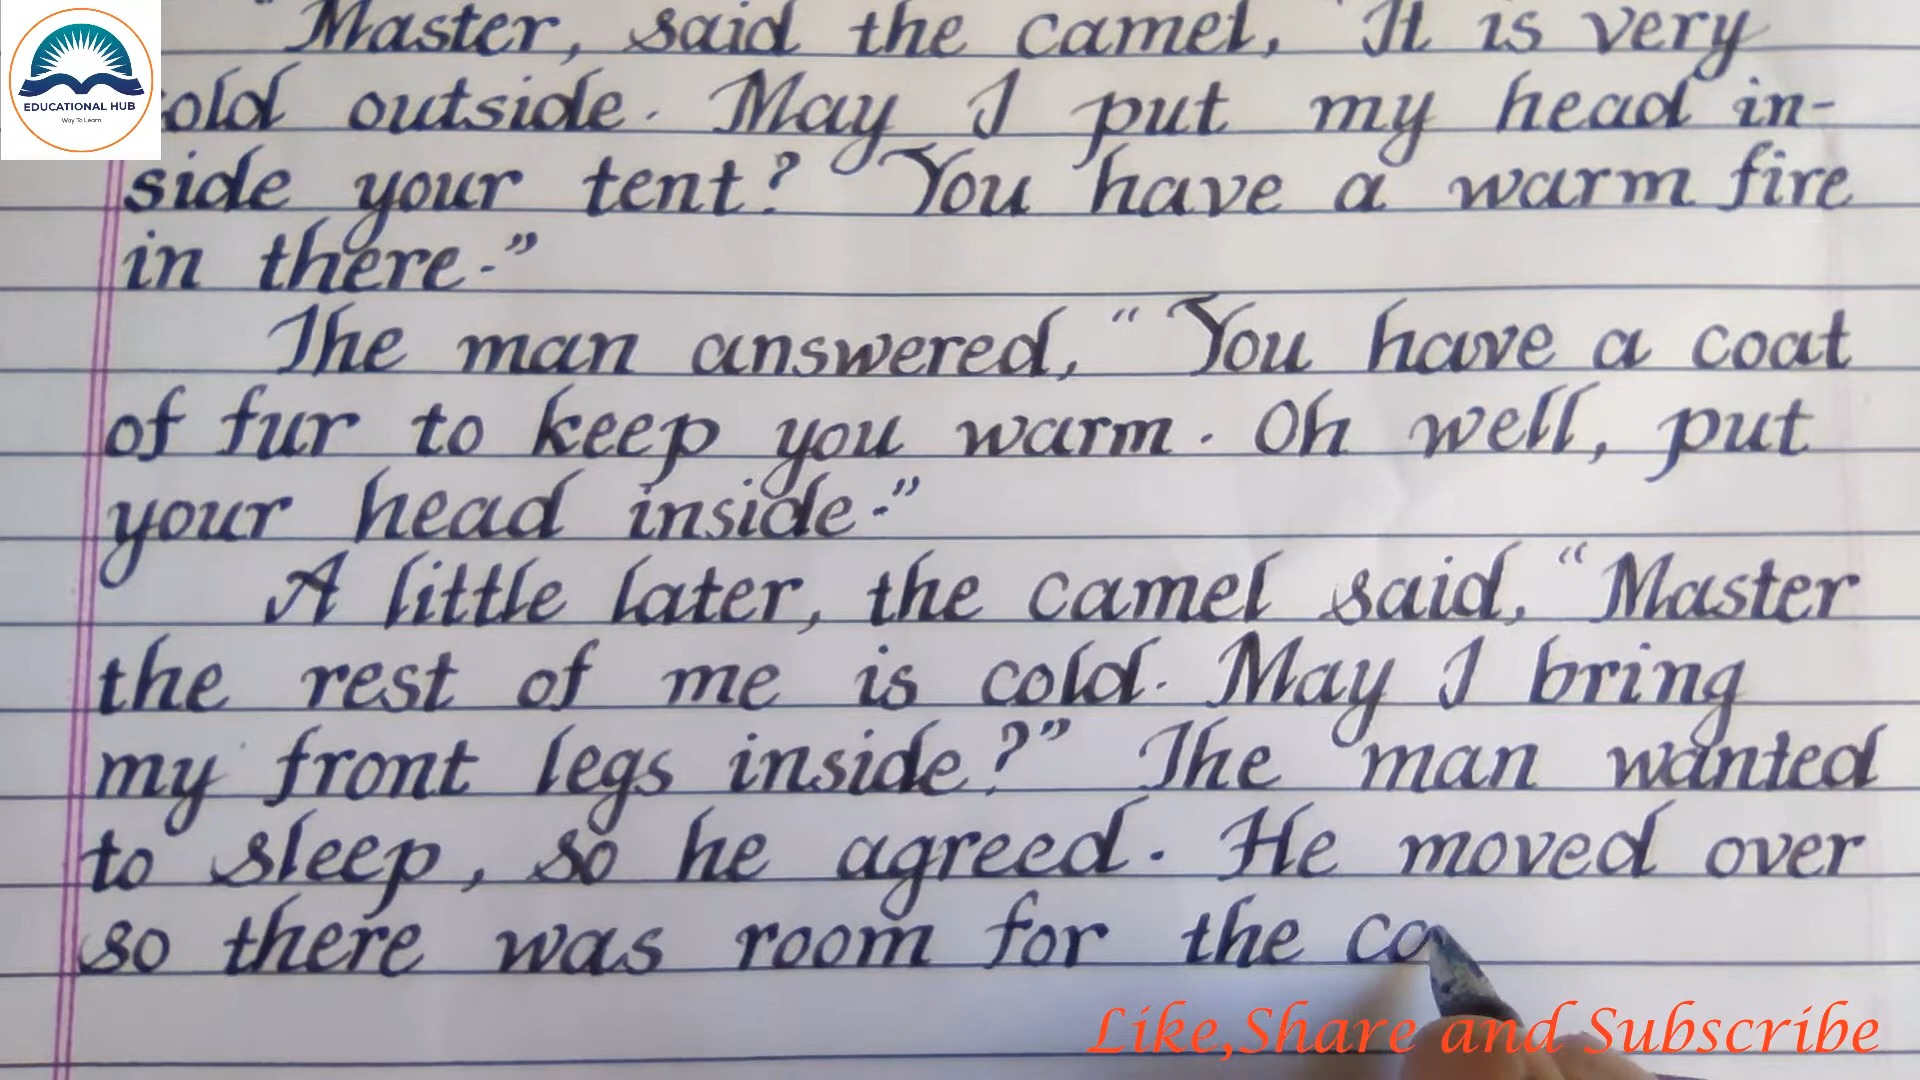 EDUCATIONAL HUB
Way To Learn
"Master, said the camel, "It is very
cold outside. May I put my head in-
side your tent? You have a warm fire
in there."
The man answered, "You have a coat
of fur to keep you warm. Oh well, put
your head inside."
A little later, the camel said, "Master
the rest of me is cold. May I bring
my front legs inside?" The man wanted
to sleep, so he agreed. He moved over
so there was room for the ca
Like,Share and Subscribe